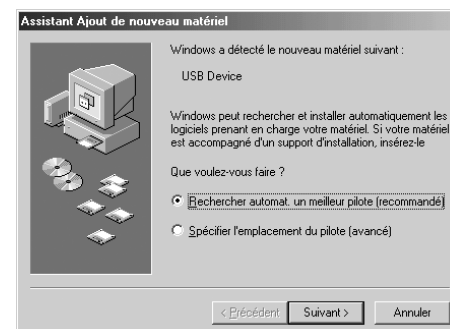 Assistant Ajout de nouveau matériel
Windows a détecté le nouveau matériel suivant :
USB Device
Windows peut rechercher et installer automatiquement les
logiciels prenant en charge votre matériel. Si votre matériel
est accompagné d'un support d'installation, insérez-le
Que voulez-vous faire ?
Rechercher automat. un meilleur pilote (recommandé)
Spécifier l'emplacement du pilote (avancé)
< Précédent Suivant > Annuler